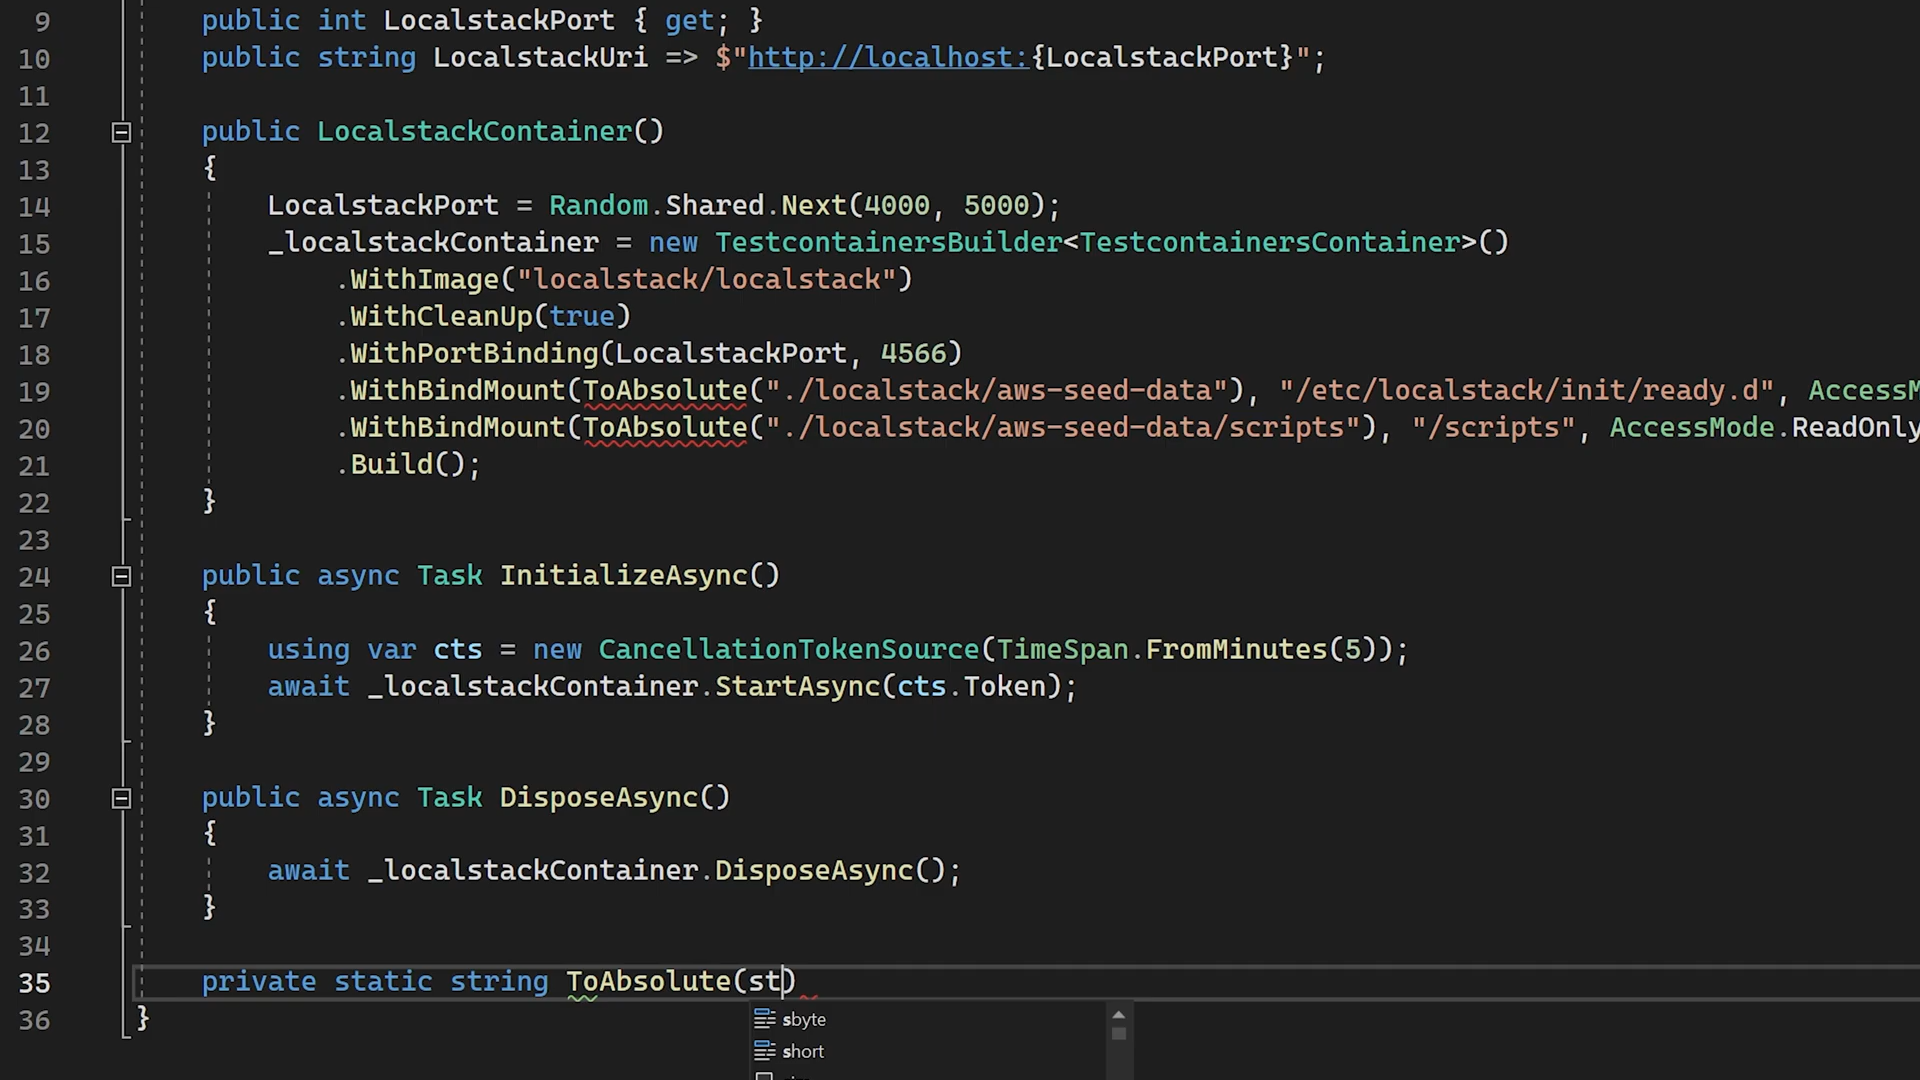 9 public int LocalstackPort { get; }
10 public string LocalstackUri => $"http://localhost:{LocalstackPort}";
11
12 public LocalstackContainer()
13 {
14 LocalstackPort = Random.Shared.Next(4000, 5000);
15 _localstackContainer = new TestcontainersBuilder<TestcontainersContainer>()
16 .WithImage("localstack/localstack")
17 .WithCleanUp(true)
18 .WithPortBinding(LocalstackPort, 4566)
19 .WithBindMount(ToAbsolute("./localstack/aws-seed-data"), "/etc/localstack/init/ready.d", AccessM
20 .WithBindMount(ToAbsolute("./localstack/aws-seed-data/scripts"), "/scripts", AccessMode.ReadOnly
21 .Build();
22 }
23
24 public async Task InitializeAsync()
25 {
26 using var cts = new CancellationTokenSource(TimeSpan.FromMinutes(5));
27 await _localstackContainer.StartAsync(cts.Token);
28 }
29
30 public async Task DisposeAsync()
31 {
32 await _localstackContainer.DisposeAsync();
33 }
34
35 private static string ToAbsolute(st)
36 }
sbyte
short